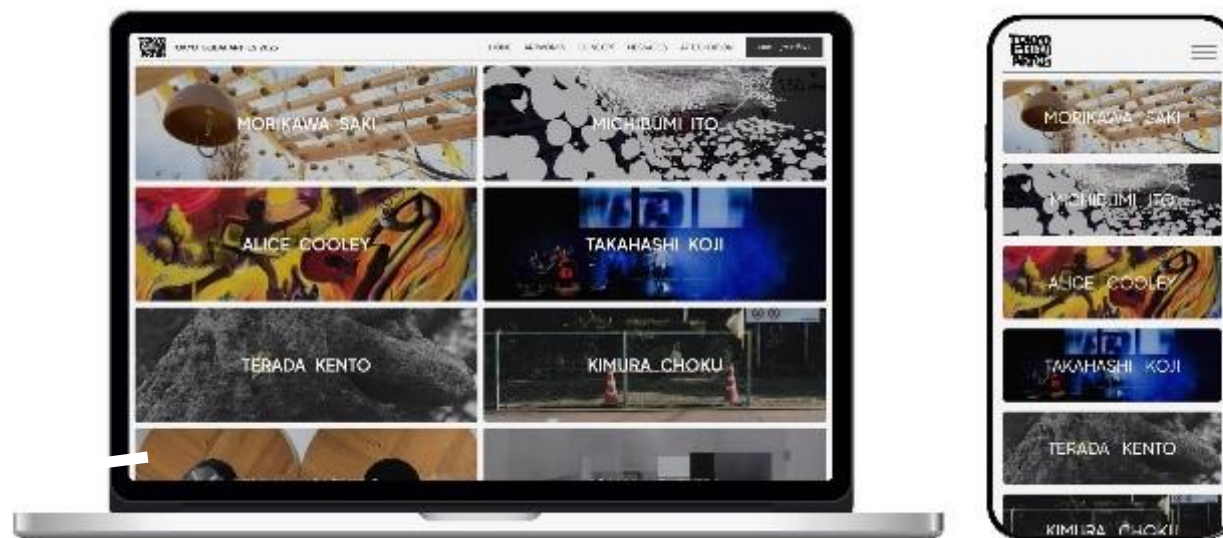 HOME
MORIKAWA SAKI
MICHIBUMI ITO
ALICE COOLEY
TAKAHASHI KOJI
TERADA KENTO
KIMURA CHOKU
MORIKAWA SAKI
MICHIBUMI ITO
ALICE COOLEY
TAKAHASHI KOJI
TERADA KENTO
KIMURA CHOKU